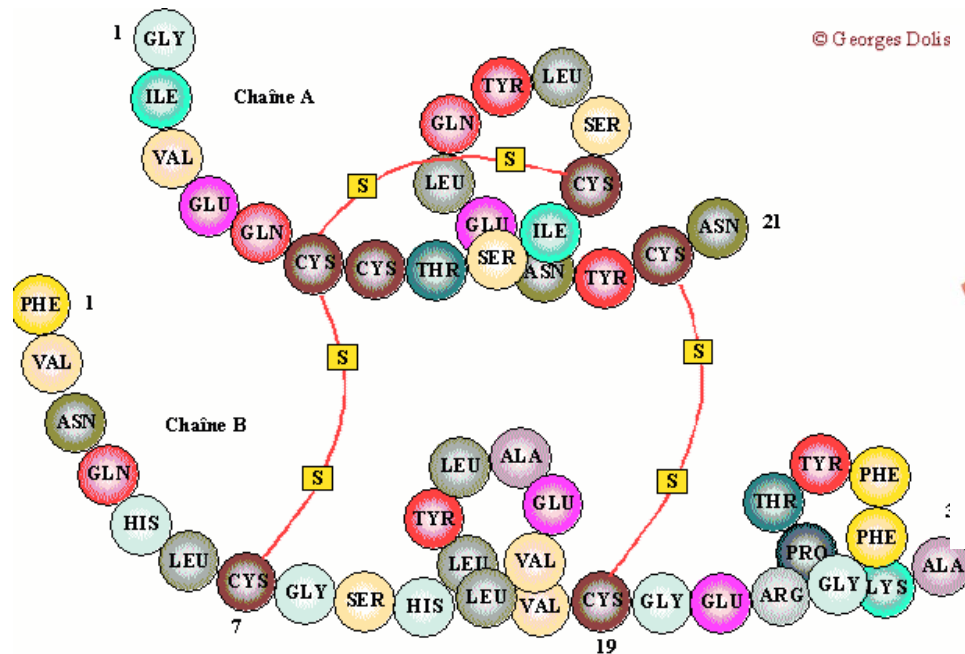 © Georges Dolis
Chaîne A
1
GLY
ILE
VAL
GLU
GLN
CYS
CYS
THR
SER
ILE
CYS
SER
LEU
TYR
GLN
LEU
GLU
ASN
TYR
CYS
ASN
21
S
S
S
S
S
S
Chaîne B
1
PHE
VAL
ASN
GLN
HIS
LEU
CYS
7
GLY
SER
HIS
LEU
VAL
GLU
ALA
LEU
TYR
LEU
VAL
CYS
19
GLY
GLU
ARG
GLY
PHE
PHE
TYR
THR
PRO
LYS
ALA